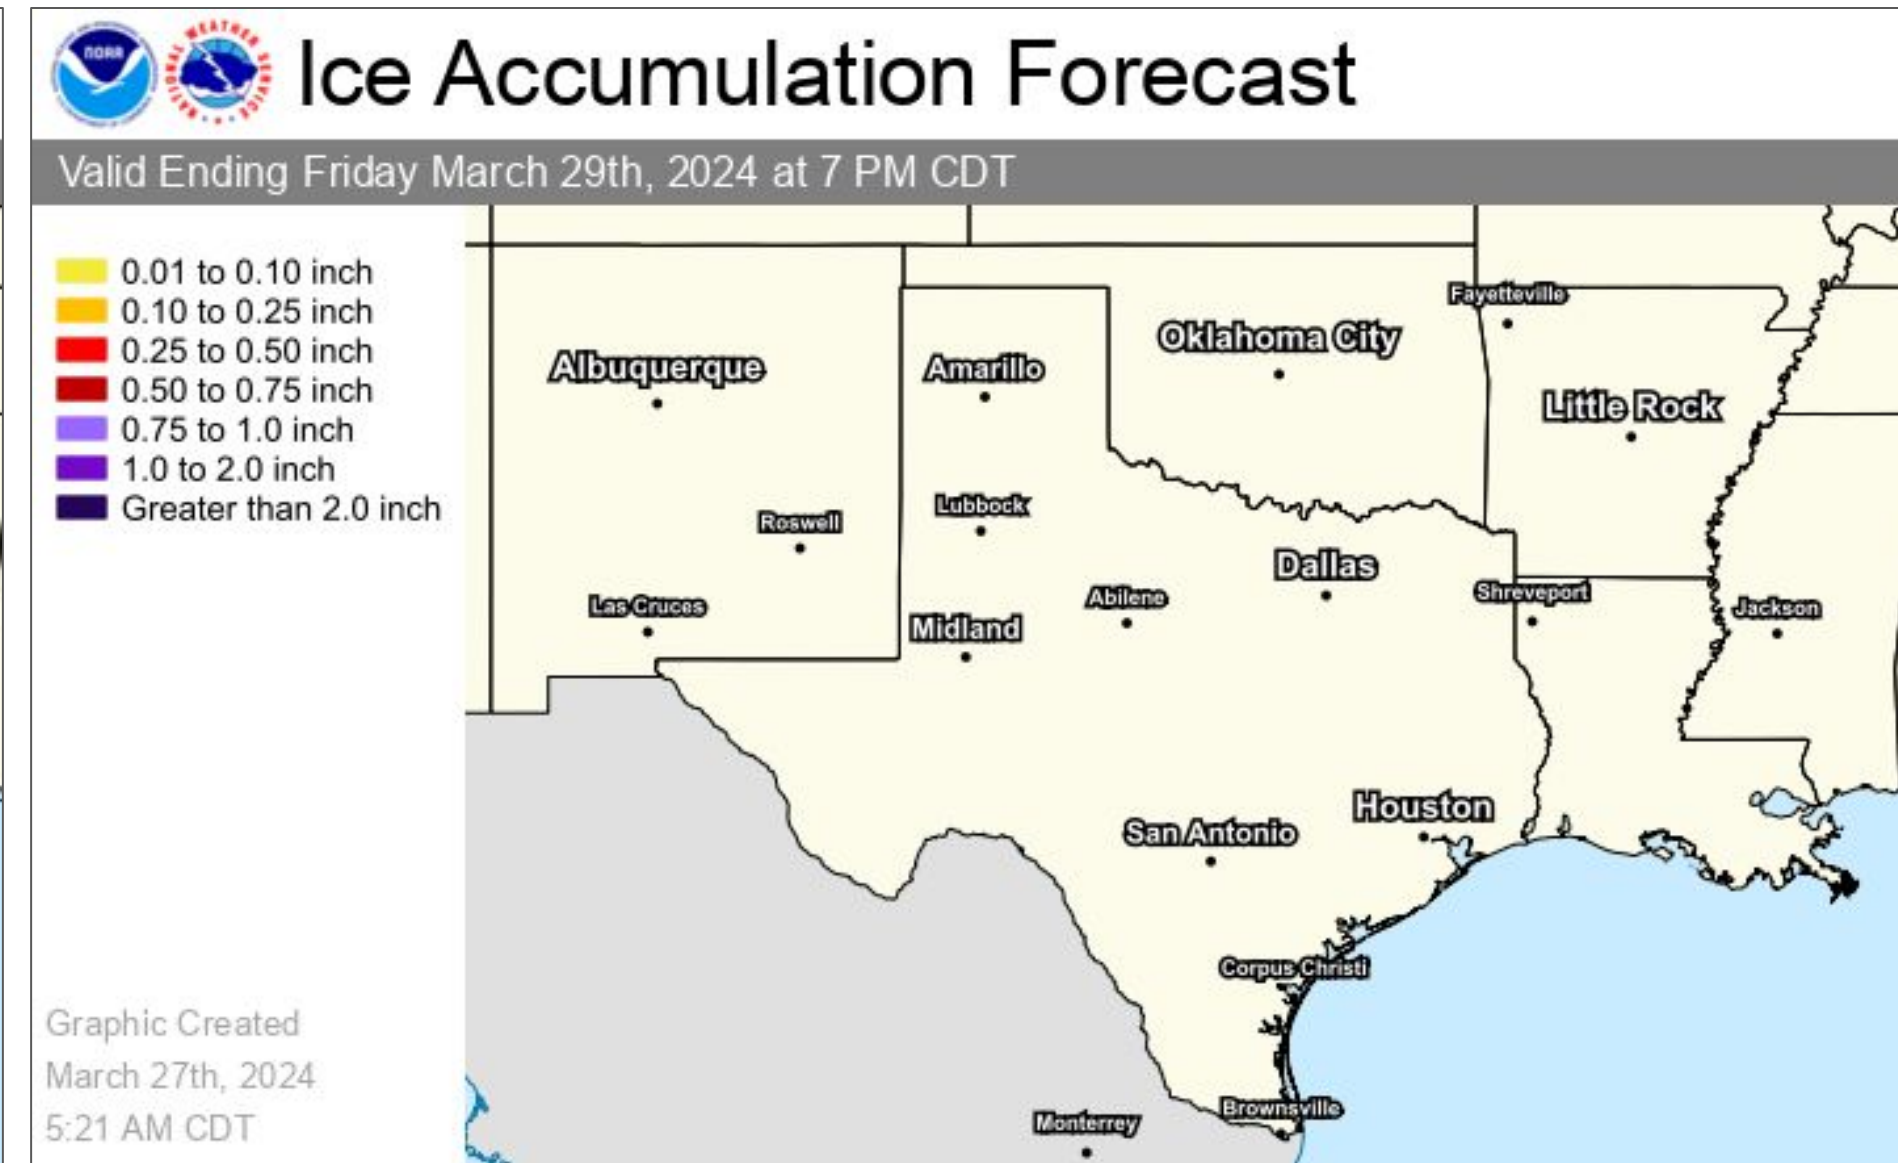 noaa
NATIONAL WEATHER SERVICE
Ice Accumulation Forecast
Valid Ending Friday March 29th, 2024 at 7 PM CDT
0.01 to 0.10 inch
0.10 to 0.25 inch
0.25 to 0.50 inch
0.50 to 0.75 inch
0.75 to 1.0 inch
1.0 to 2.0 inch
Greater than 2.0 inch
Fayetteville
Oklahoma City
Albuquerque
Amarillo
Little Rock
Lubbock
Roswell
Dallas
Shreveport
Abilene
Las Cruces
Jackson
Midland
Houston
San Antonio
Corpus Christi
Brownsville
Monterrey
Graphic Created
March 27th, 2024
5:21 AM CDT